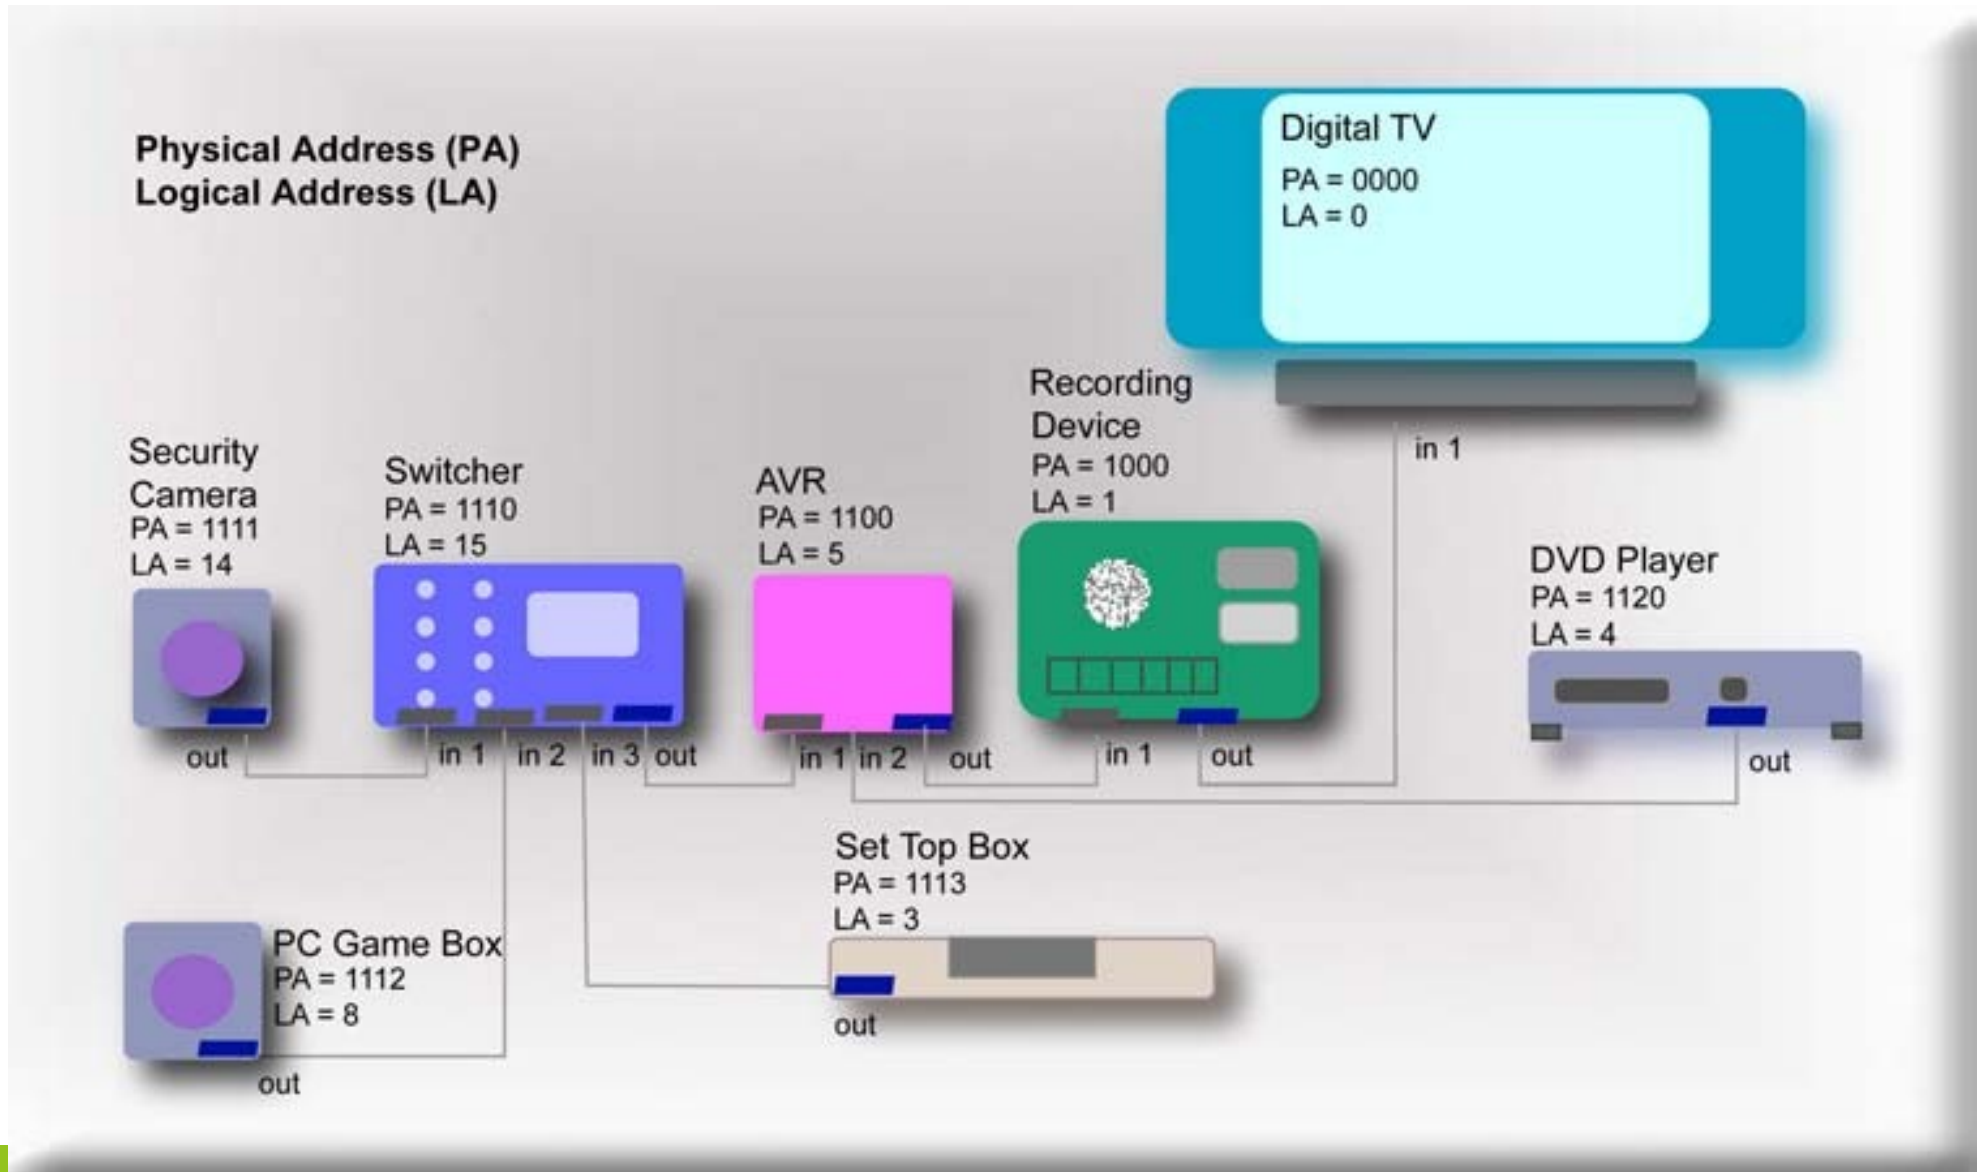 Physical Address (PA)
Logical Address (LA)
Digital TV
PA = 0000
LA = 0
in 1
Recording
Device
PA = 1000
LA = 1
in 1
out
Security
Camera
PA = 1111
LA = 14
out
Switcher
PA = 1110
LA = 15
in 1
in 2
in 3
out
AVR
PA = 1100
LA = 5
in 1
in 2
out
DVD Player
PA = 1120
LA = 4
out
Set Top Box
PA = 1113
LA = 3
out
PC Game Box
PA = 1112
LA = 8
out